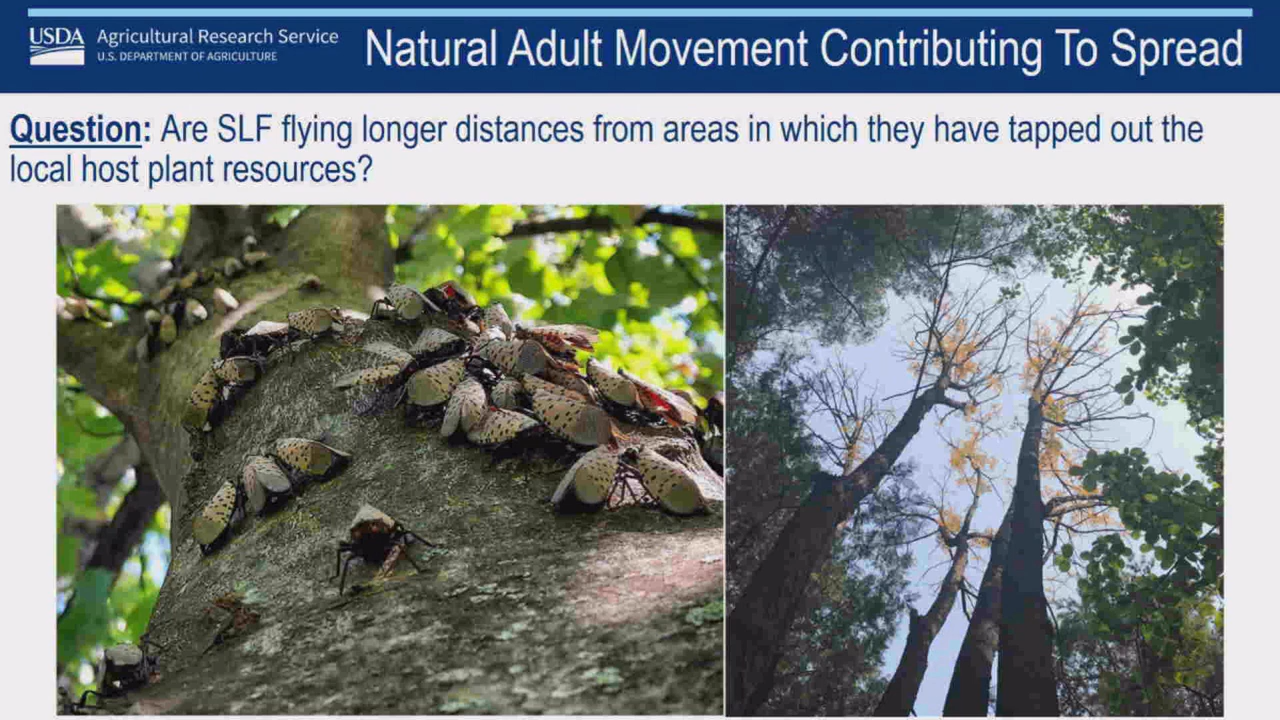 USDA Agricultural Research Service
U.S. DEPARTMENT OF AGRICULTURE
Natural Adult Movement Contributing To Spread
Question: Are SLF flying longer distances from areas in which they have tapped out the
local host plant resources?